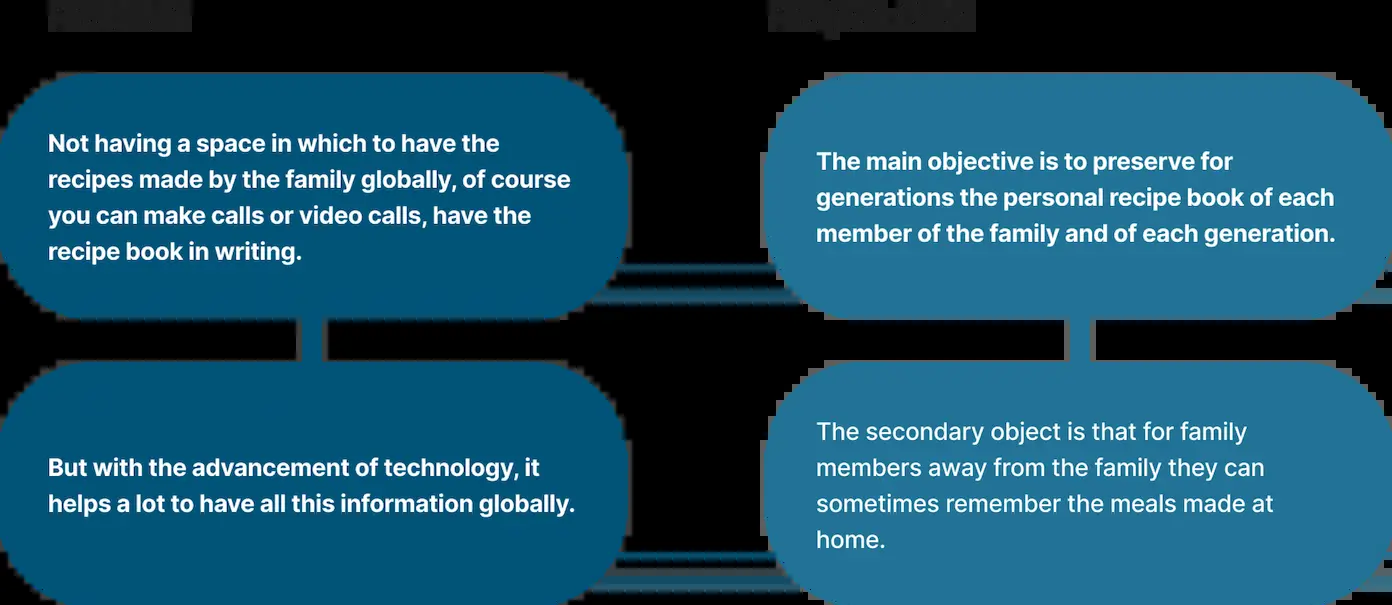 Not having a space in which to have the
recipes made by the family globally, of course
you can make calls or video calls, have the
recipe book in writing.
But with the advancement of technology, it
helps a lot to have all this information globally.
The main objective is to preserve for
generations the personal recipe book of each
member of the family and of each generation.
The secondary object is that for family
members away from the family they can
sometimes remember the meals made at
home.